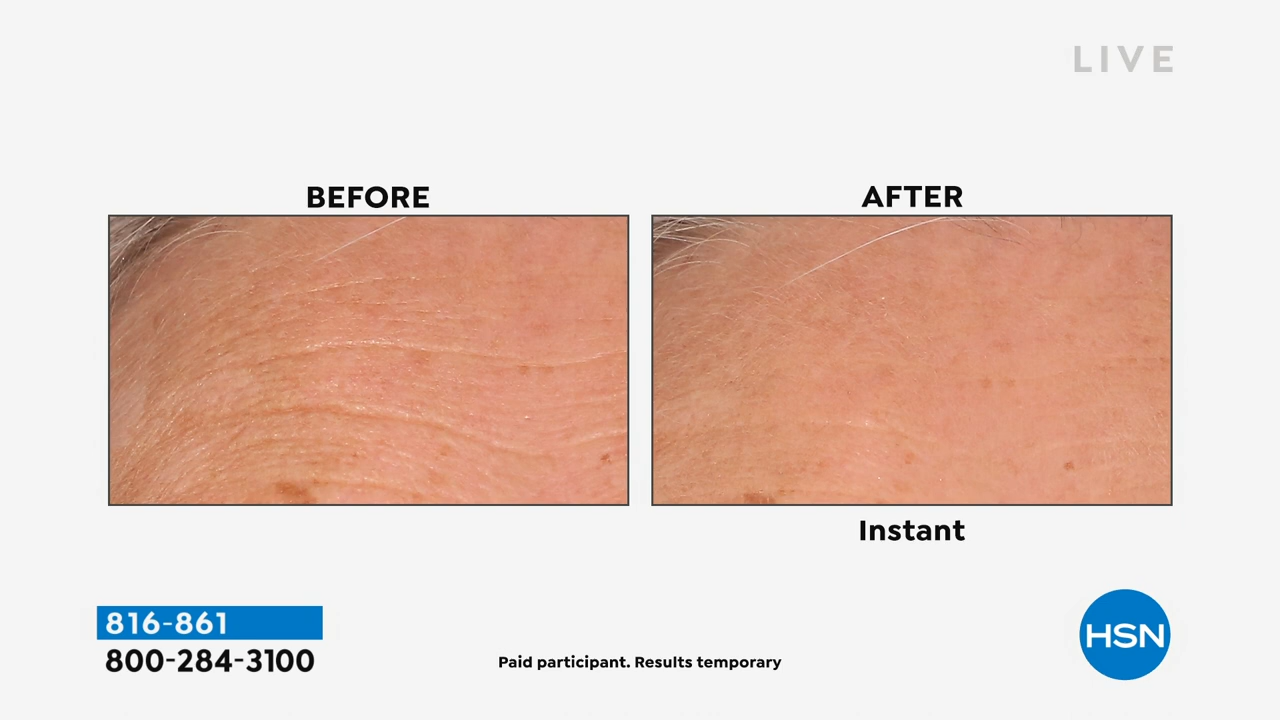 LIVE
BEFORE
AFTER
Instant
816-861
800-284-3100
Paid participant. Results temporary
HSN